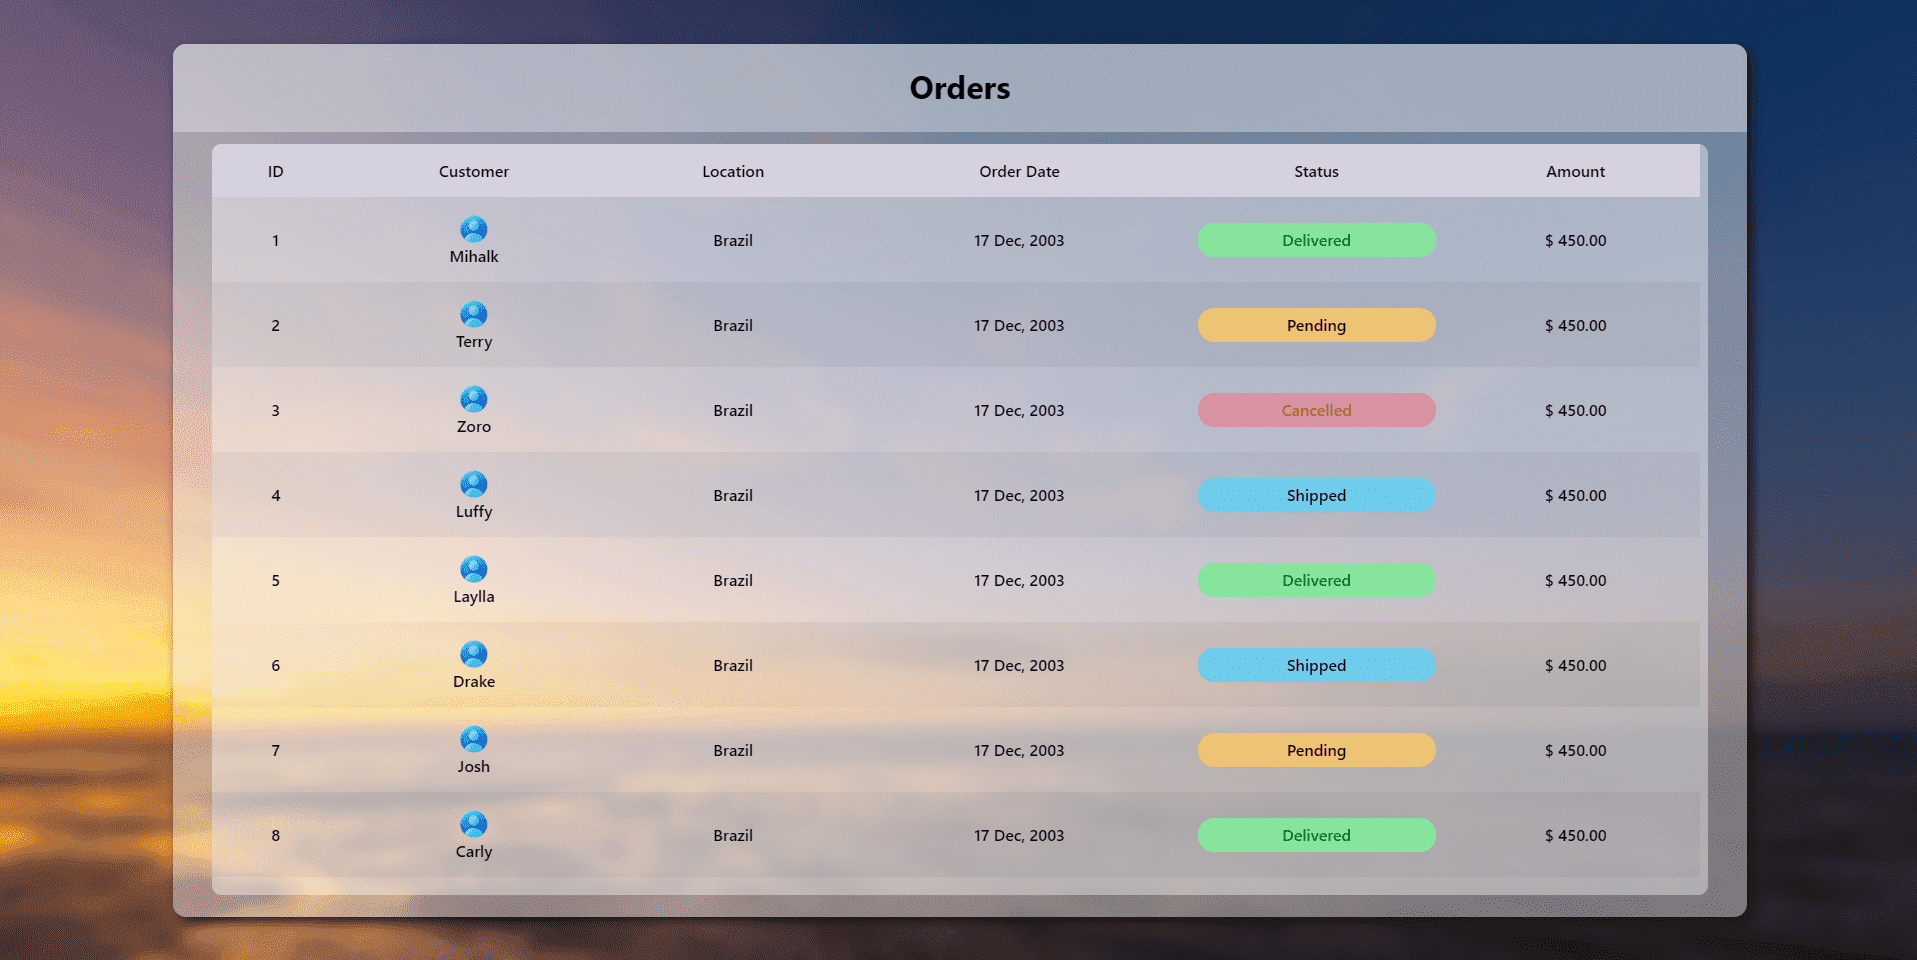 Orders
ID Customer Location Order Date Status Amount
1 Mihalk Brazil 17 Dec, 2003 Delivered $ 450.00
2 Terry Brazil 17 Dec, 2003 Pending $ 450.00
3 Zoro Brazil 17 Dec, 2003 Cancelled $ 450.00
4 Luffy Brazil 17 Dec, 2003 Shipped $ 450.00
5 Laylla Brazil 17 Dec, 2003 Delivered $ 450.00
6 Drake Brazil 17 Dec, 2003 Shipped $ 450.00
7 Josh Brazil 17 Dec, 2003 Pending $ 450.00
8 Carly Brazil 17 Dec, 2003 Delivered $ 450.00